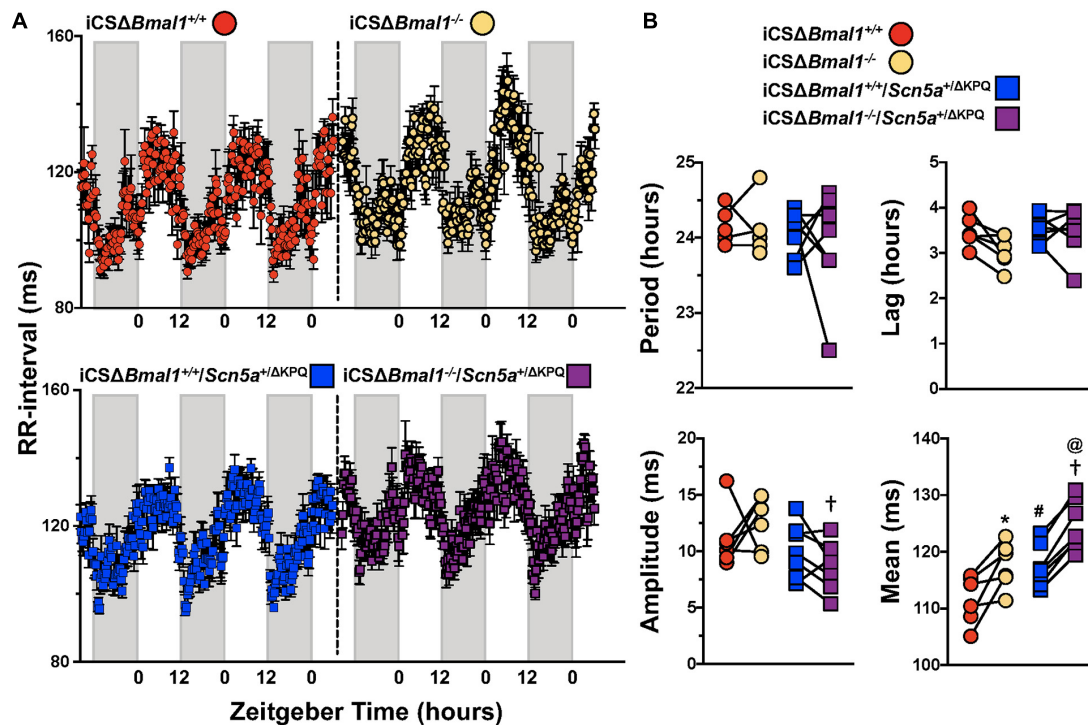 A
iCSΔBmal1+/+
iCSΔBmal1-/-
160
120
80
0 12 0 12 0
0 12 0 12 0
iCSΔBmal1+/+/Scn5a+/ΔKPQ
iCSΔBmal1-/-/Scn5a+/ΔKPQ
160
120
80
0 12 0 12 0
0 12 0 12 0
RR-interval (ms)
Zeitgeber Time (hours)
B
iCSΔBmal1+/+
iCSΔBmal1-/-
iCSΔBmal1+/+/Scn5a+/ΔKPQ
iCSΔBmal1-/-/Scn5a+/ΔKPQ
Period (hours)
25
24
23
22
Lag (hours)
5
4
3
2
1
0
Amplitude (ms)
20
15
10
5
0
†
Mean (ms)
140
130
120
110
100
*
#
@
†